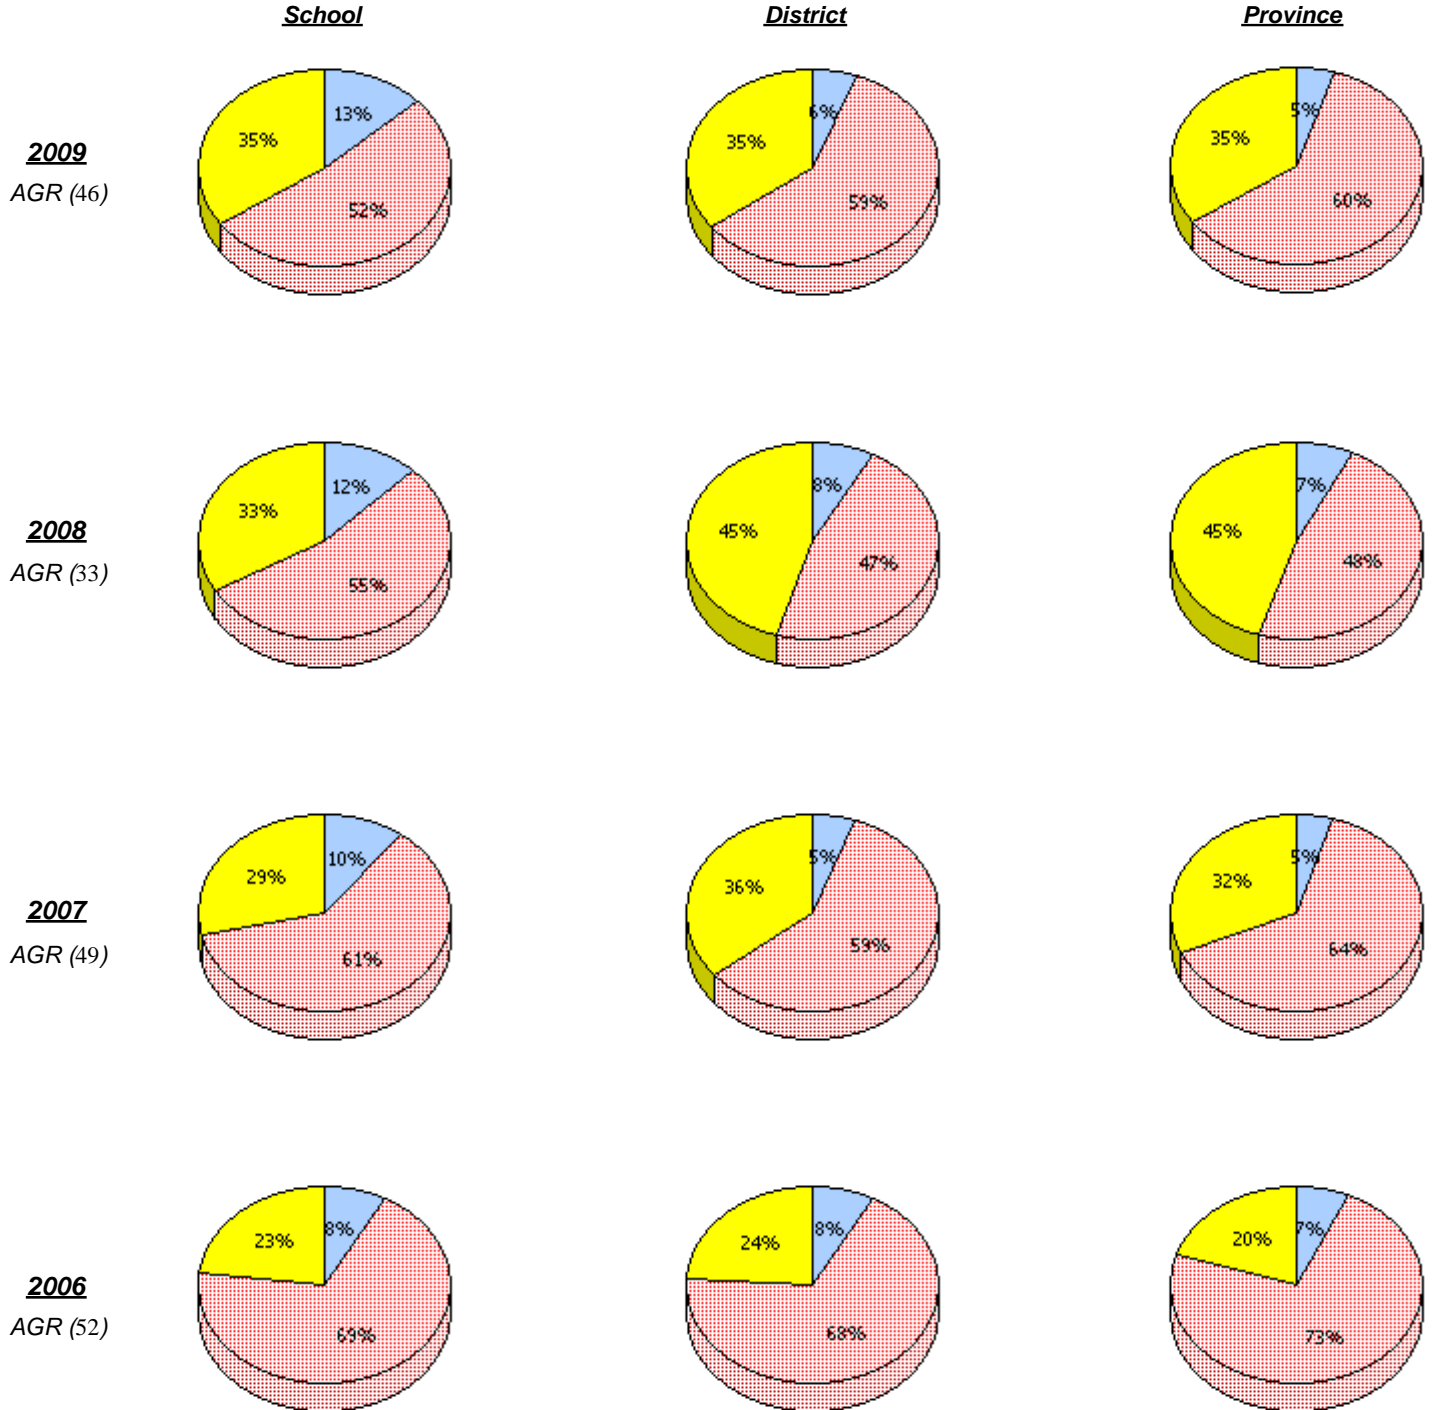 School District Province
13% 6% 5%
35% 35% 35%
2009
AGR (46)
52% 59% 60%
12% 8% 7%
33% 45% 45%
2008
AGR (33)
55% 47% 48%
10% 5% 5%
29% 36% 32%
2007
AGR (49)
61% 59% 64%
8% 8% 7%
23% 24% 20%
2006
AGR (52)
69% 68% 73%